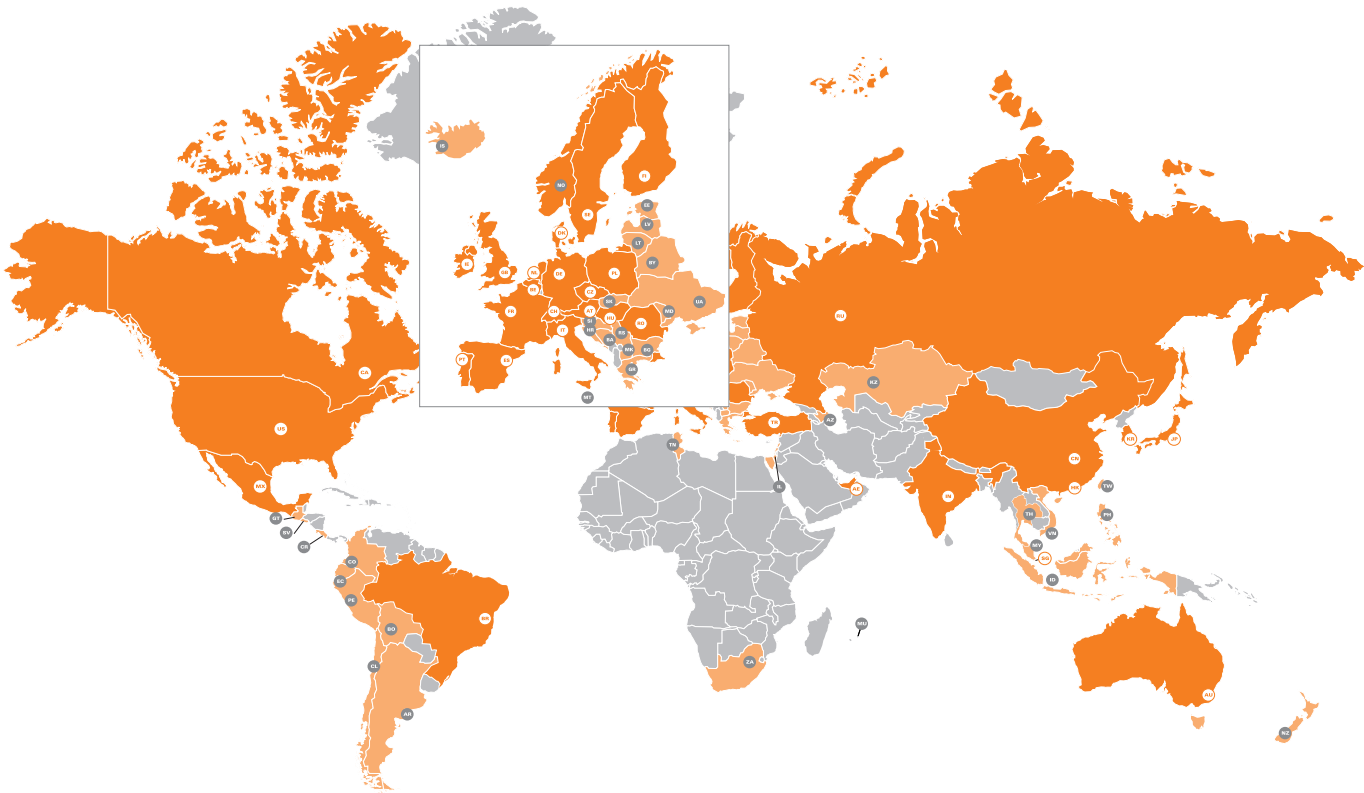 IS
NO
FI
SE
EE
LV
LT
BY
DN
IE
GB
NL
BE
DE
PL
CZ
SK
UA
FR
CH
AT
HU
MD
SI
HR
IT
RO
RS
BA
MK
BG
PT
ES
GR
MT
CA
US
MX
GT
SV
CR
CO
EC
PE
BO
BR
CL
AR
RU
KZ
AZ
TR
TN
IL
AE
IN
CN
KR
JP
HK
TW
PH
TH
VN
MY
SG
ID
MU
ZA
AU
NZ